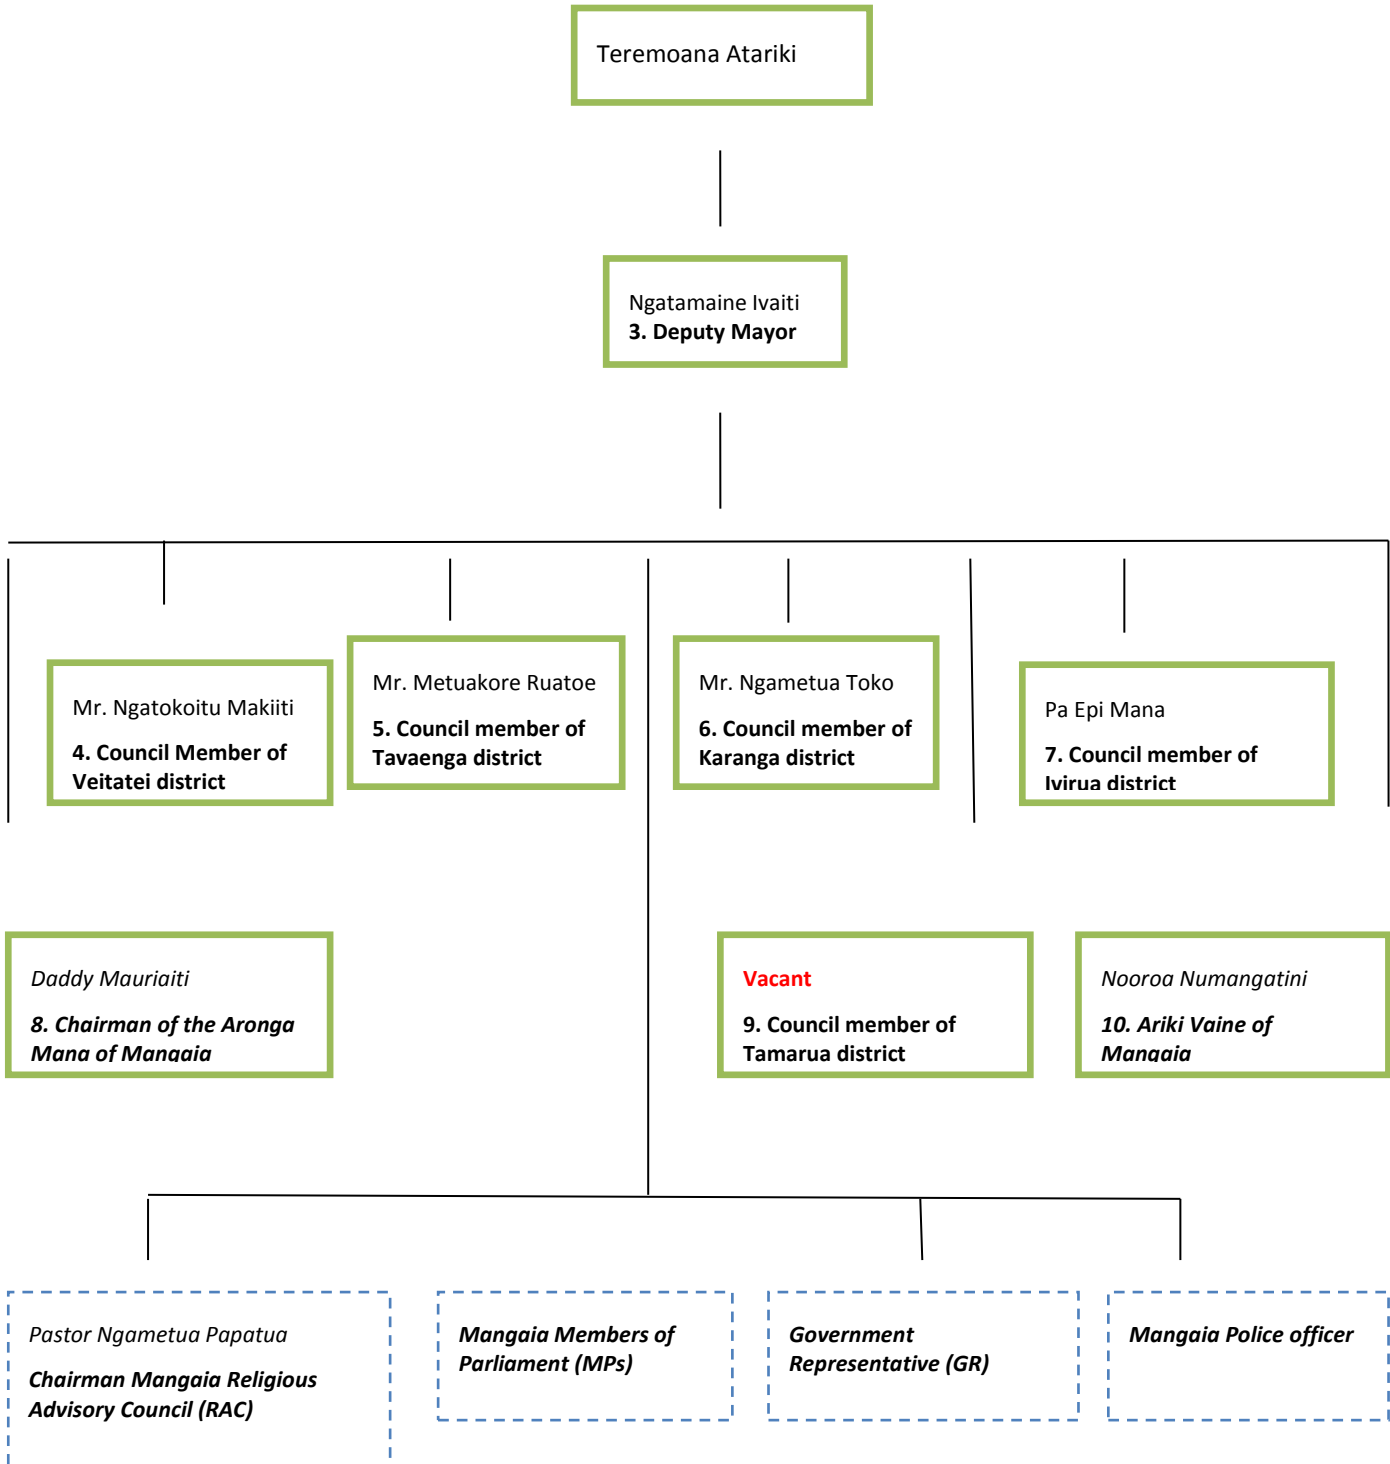 Teremoana Atariki
Ngatamaine Ivaiti
3. Deputy Mayor
Mr. Ngatokoitu Makiiti
4. Council Member of
Veitatei district
Mr. Metuakore Ruatoe
5. Council member of
Tavaenga district
Mr. Ngametua Toko
6. Council member of
Karanga district
Pa Epi Mana
7. Council member of
Ivirua district
Daddy Mauriaiti
8. Chairman of the Aronga
Mana of Mangaia
Vacant
9. Council member of
Tamarua district
Nooroa Numangatini
10. Ariki Vaine of
Mangaia
Pastor Ngametua Papatua
Chairman Mangaia Religious
Advisory Council (RAC)
Mangaia Members of
Parliament (MPs)
Government
Representative (GR)
Mangaia Police officer